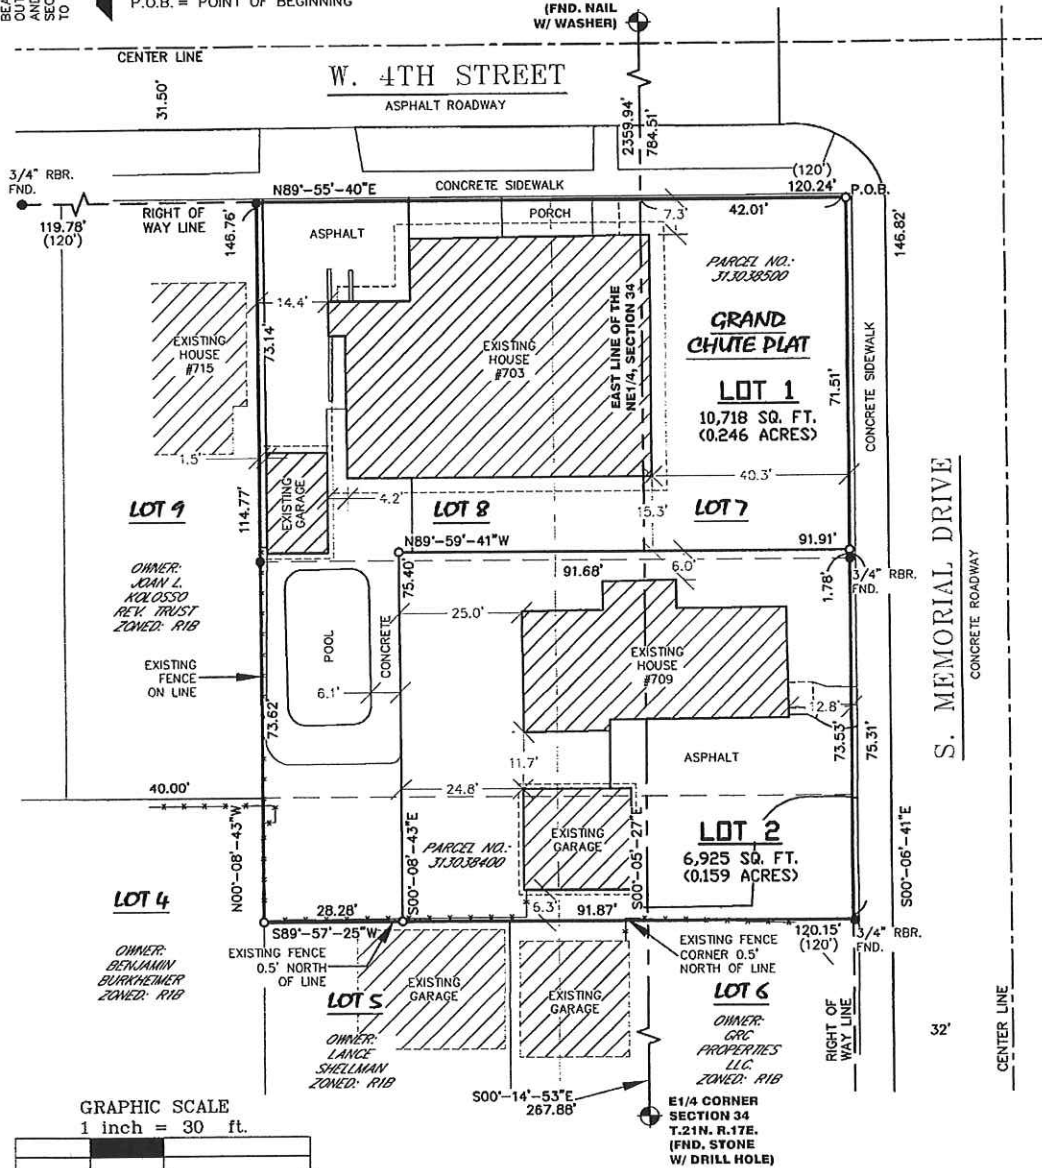 BEA
OUT
AND
SEC
TO
P.O.B. = POINT OF BEGINNING
(FND. NAIL
W/ WASHER)
CENTER LINE
W. 4TH STREET
ASPHALT ROADWAY
31.50'
2359.94'
784.51'
3/4" RBR.
FND.
N89°-55'-40"E
CONCRETE SIDEWALK
(120')
120.24'
P.O.B.
119.78'
(120')
RIGHT OF
WAY LINE
146.76'
ASPHALT
PORCH
7.3'
42.01'
146.82'
PARCEL NO.:
313038500
GRAND
CHUTE PLAT
LOT 1
10,718 SQ. FT.
(0.246 ACRES)
14.4'
EXISTING
HOUSE
#715
73.14'
EXISTING
HOUSE
#703
EAST LINE OF THE
NE1/4, SECTION 34
71.51'
CONCRETE SIDEWALK
1.5'
EXISTING
GARAGE
4.2'
40.3'
15.3'
LOT 9
114.77'
LOT 8
LOT 7
N89°-59'-41"W
91.91'
OWNER:
JOAN L.
KOLOSSO
REV. TRUST
ZONED: R1B
75.40'
91.68'
6.0'
1.78'
3/4" RBR.
FND.
S. MEMORIAL DRIVE
CONCRETE ROADWAY
25.0'
POOL
CONCRETE
EXISTING
HOUSE
#709
EXISTING
FENCE
ON LINE
6.1'
12.8'
73.62'
73.53'
75.31'
ASPHALT
11.7'
40.00'
24.8'
N00°-08'-43"W
S00°-08'-43"E
PARCEL NO.:
313038400
EXISTING
GARAGE
S00°-05'-27"E
LOT 2
6,925 SQ. FT.
(0.159 ACRES)
S00°-06'-41"E
LOT 4
28.28'
5.3'
91.87'
S89°-57'-25"W
120.15'
(120')
3/4" RBR.
FND.
OWNER:
BENJAMIN
BURKHEIMER
ZONED: R1B
EXISTING FENCE
0.5' NORTH
OF LINE
EXISTING FENCE
CORNER 0.5'
NORTH OF LINE
LOT 5
EXISTING
GARAGE
EXISTING
GARAGE
LOT 6
OWNER:
LANCE
SHELLMAN
ZONED: R1B
OWNER:
GRC
PROPERTIES
LLC.
ZONED: R1B
RIGHT OF
WAY LINE
32'
CENTER LINE
S00°-14'-53"E
267.88'
E1/4 CORNER
SECTION 34
T.21N. R.17E.
(FND. STONE
W/ DRILL HOLE)
GRAPHIC SCALE
1 inch = 30 ft.